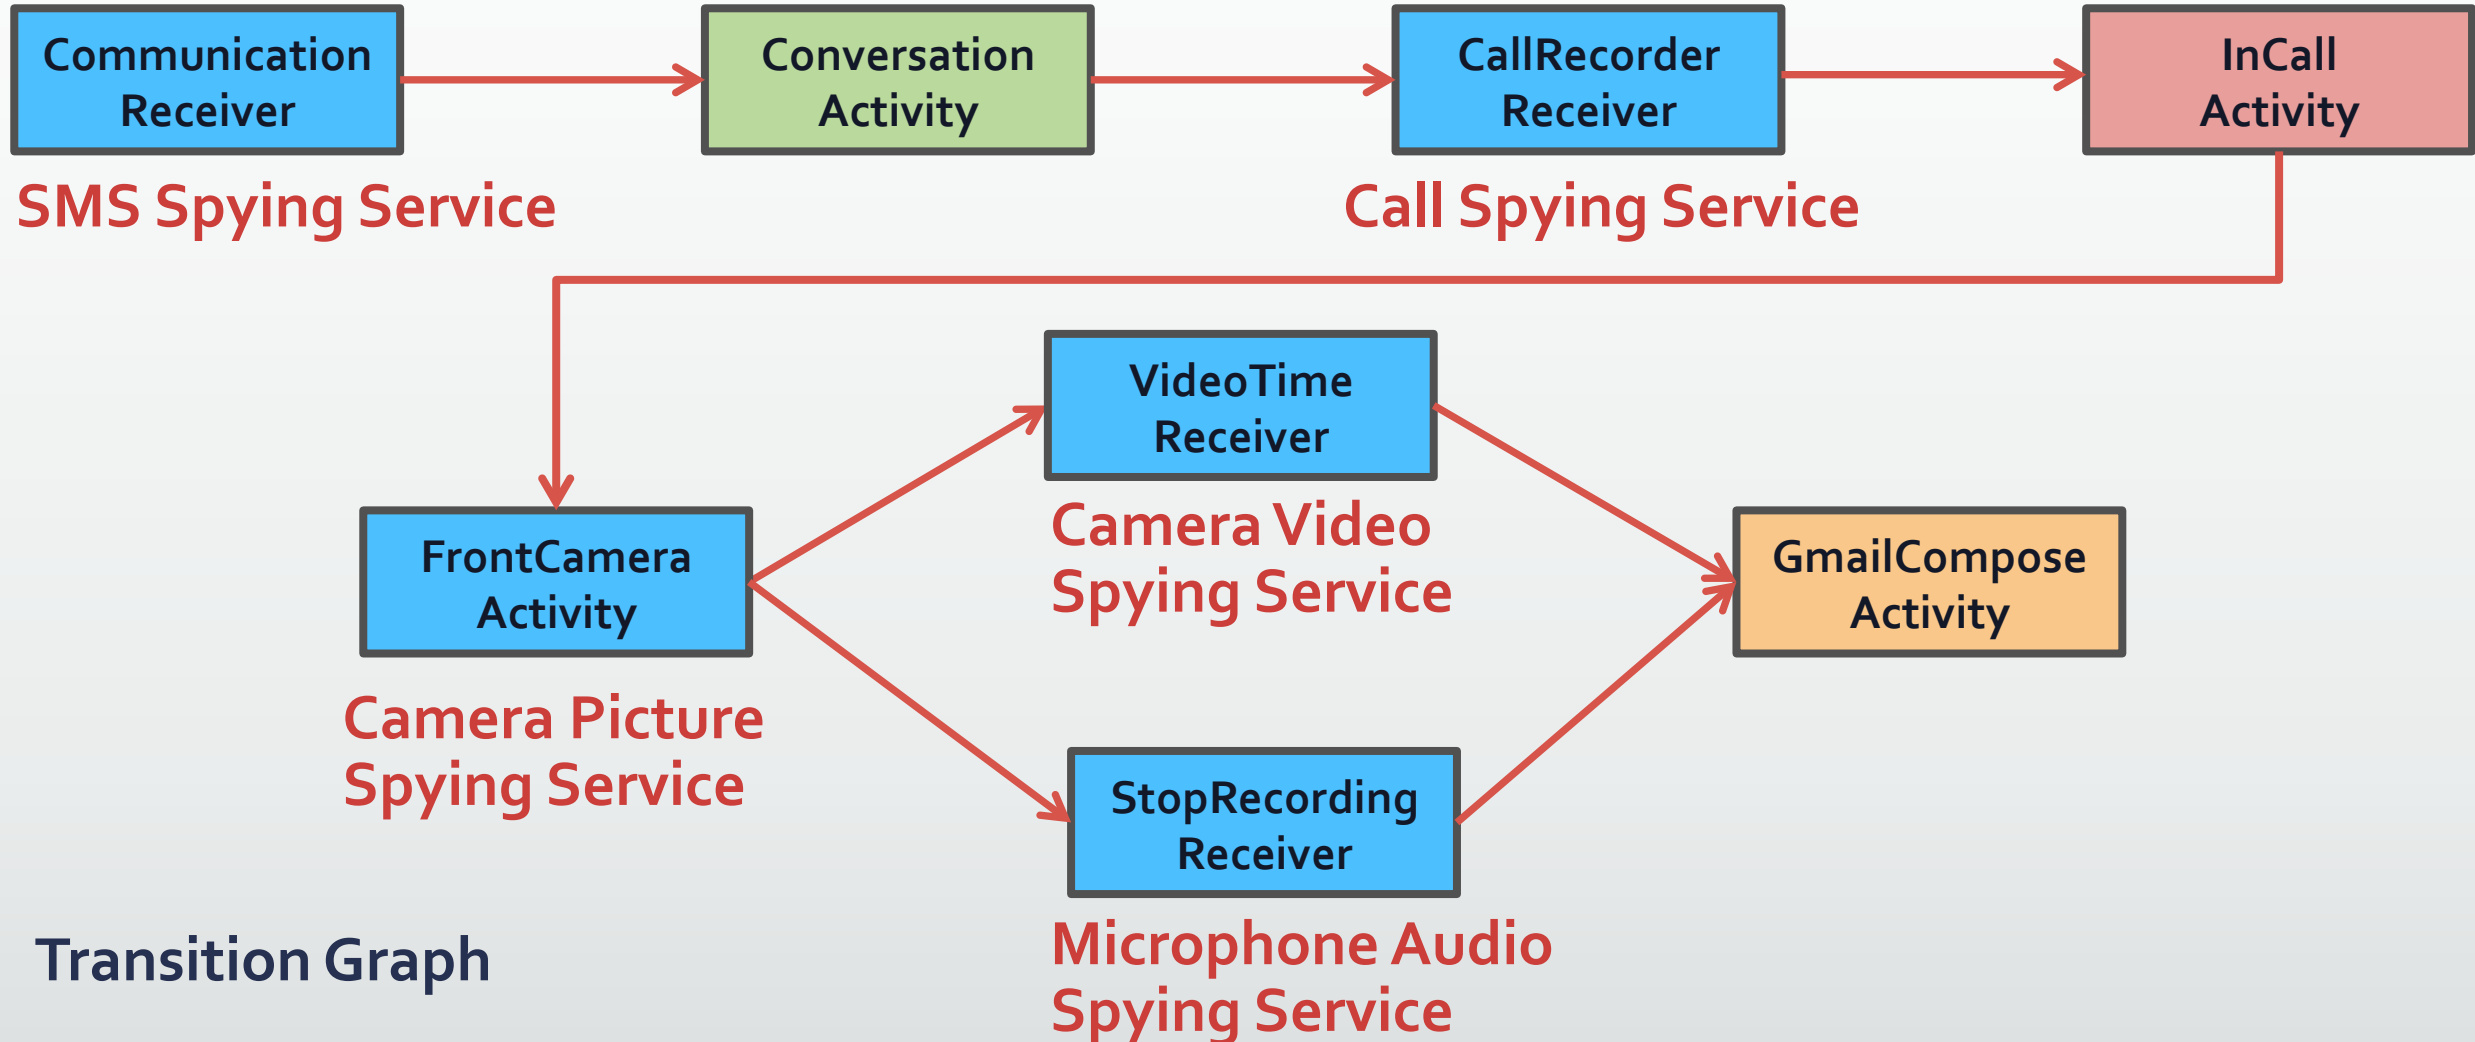 Communication
Receiver
Conversation
Activity
CallRecorder
Receiver
InCall
Activity
SMS Spying Service
Call Spying Service
VideoTime
Receiver
Camera Video
Spying Service
FrontCamera
Activity
GmailCompose
Activity
Camera Picture
Spying Service
StopRecording
Receiver
Microphone Audio
Spying Service
Transition Graph